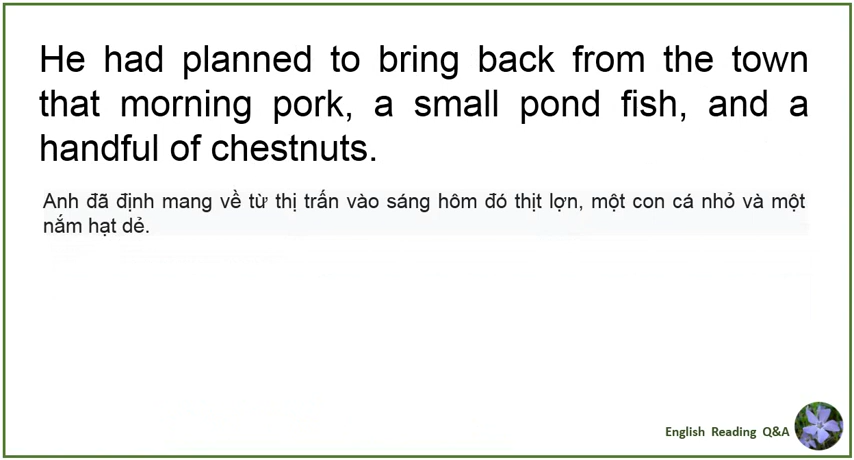 He had planned to bring back from the town
that morning pork, a small pond fish, and a
handful of chestnuts.
Anh đã định mang về từ thị trấn vào sáng hôm đó thịt lợn, một con cá nhỏ và một
nắm hạt dẻ.
English Reading Q&A